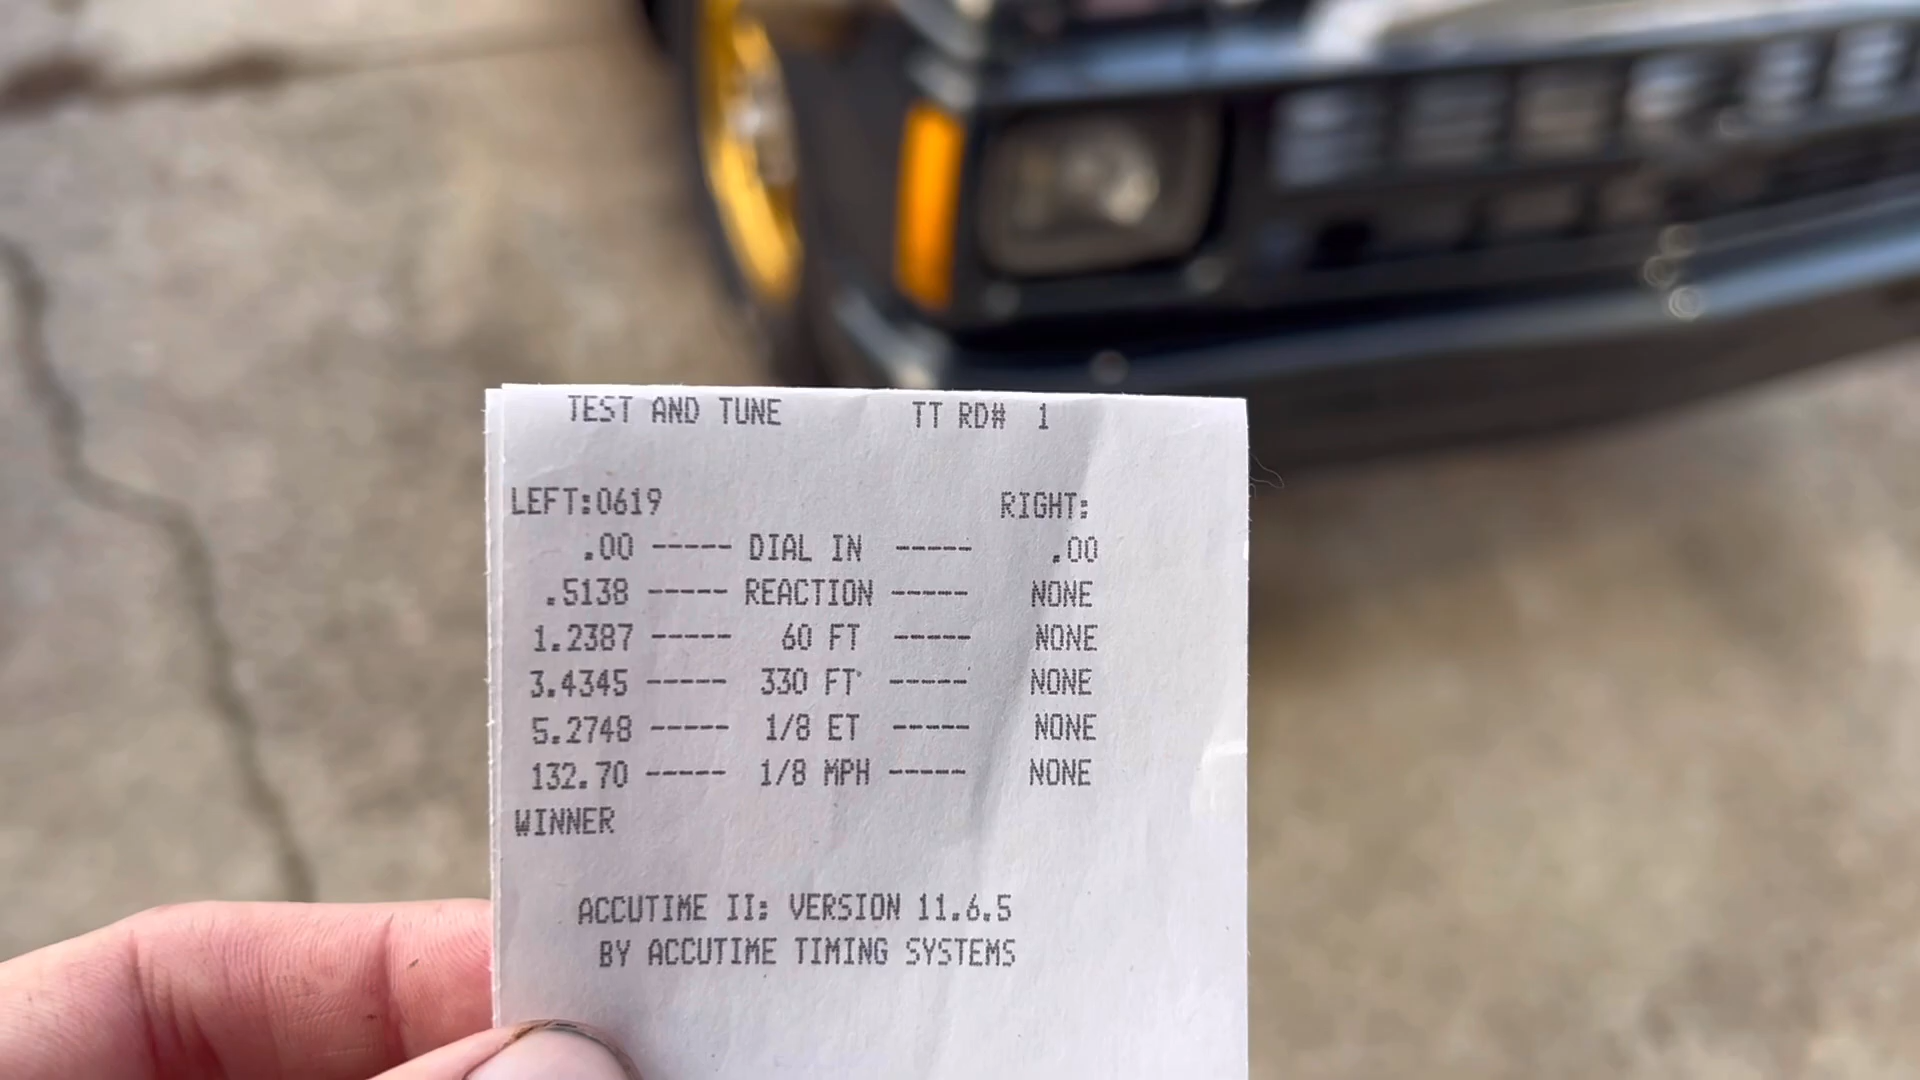 TEST AND TUNE TT RD# 1
LEFT:0619 RIGHT:
.00 ----- DIAL IN ----- .00
.5138 ----- REACTION ----- NONE
1.2387 ----- 60 FT ----- NONE
3.4345 ----- 330 FT ----- NONE
5.2748 ----- 1/8 ET ----- NONE
132.70 ----- 1/8 MPH ----- NONE
WINNER
ACCUTIME II: VERSION 11.6.5
BY ACCUTIME TIMING SYSTEMS